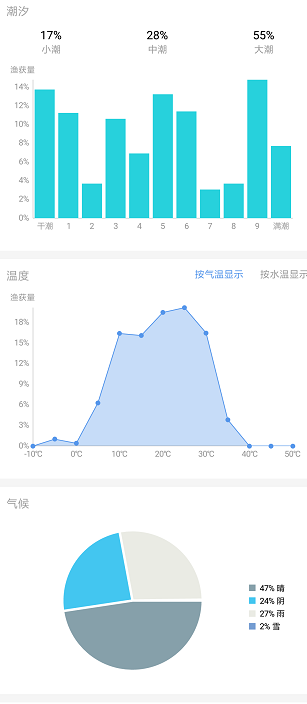 潮汐
17% 28% 55%
小潮 中潮 大潮
渔获量
14%
12%
10%
8%
6%
4%
2%
0%
干潮 1 2 3 4 5 6 7 8 9 满潮
温度 按气温显示 按水温显示
渔获量
18%
15%
12%
9%
6%
3%
0%
-10℃ 0℃ 10℃ 20℃ 30℃ 40℃ 50℃
气候
47% 晴
24% 阴
27% 雨
2% 雪